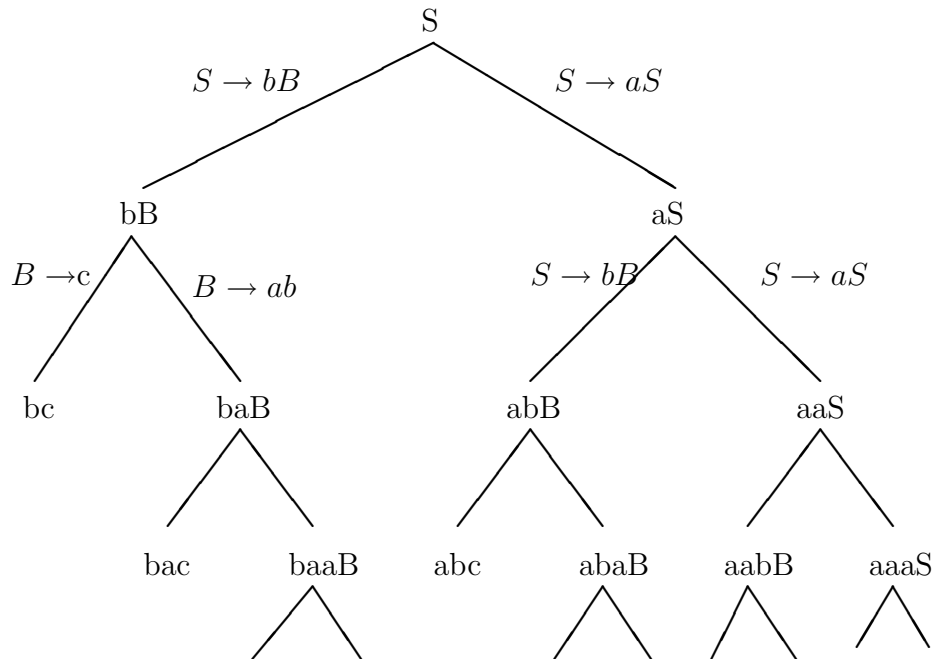 S
S → bB S → aS
bB aS
B →c B → ab S → bB S → aS
bc baB abB aaS
bac baaB abc abaB aabB aaaS